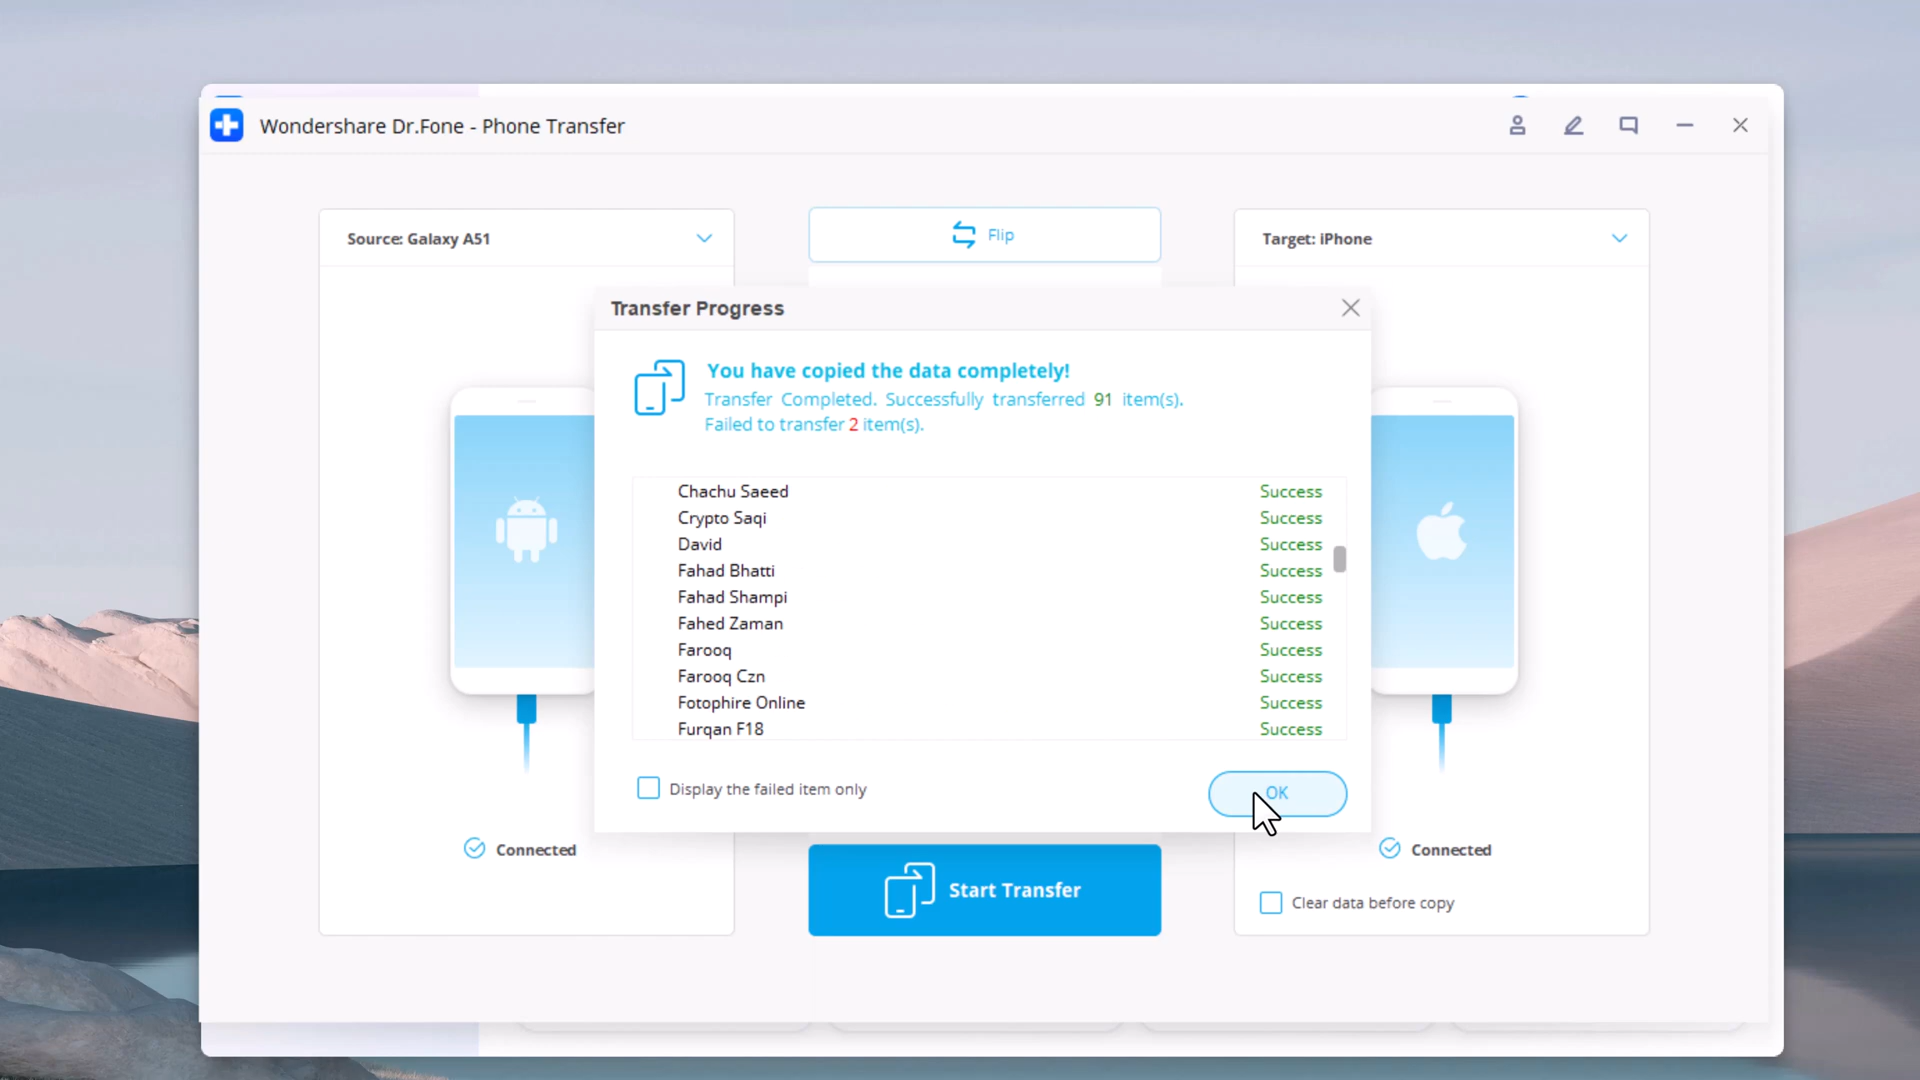 Wondershare Dr.Fone - Phone Transfer
Source: Galaxy A51
Flip
Target: iPhone
Transfer Progress
You have copied the data completely!
Transfer Completed. Successfully transferred 91 item(s).
Failed to transfer 2 item(s).
Chachu Saeed Success
Crypto Saqi Success
David Success
Fahad Bhatti Success
Fahad Shampi Success
Fahed Zaman Success
Farooq Success
Farooq Czn Success
Fotophire Online Success
Furqan F18 Success
Display the failed item only
OK
Connected
Connected
Start Transfer
Clear data before copy